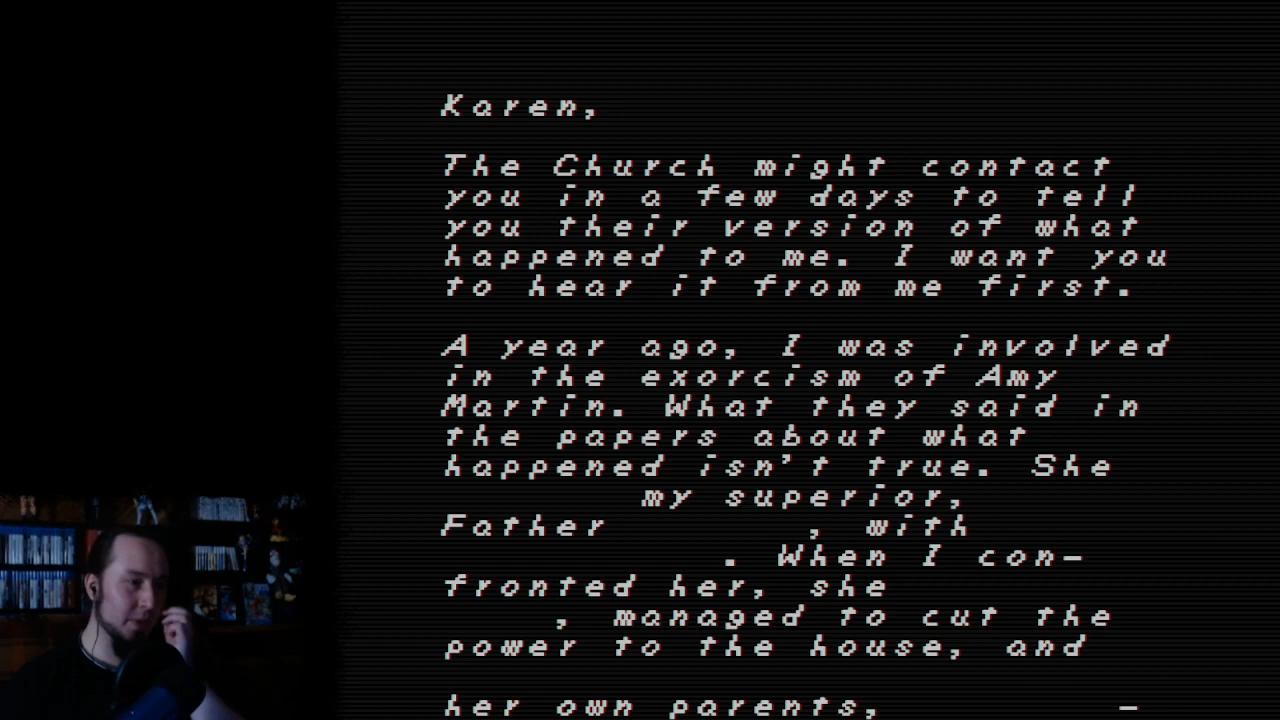 Karen,
The Church might contact
you in a few days to tell
you their version of what
happened to me. I want you
to hear it from me first.
A year ago, I was involved
in the exorcism of Amy
Martin. What they said in
the papers about what
happened isn't true. She
my superior,
Father , with
. When I con-
fronted her, she
, managed to cut the
power to the house, and
her own parents, -